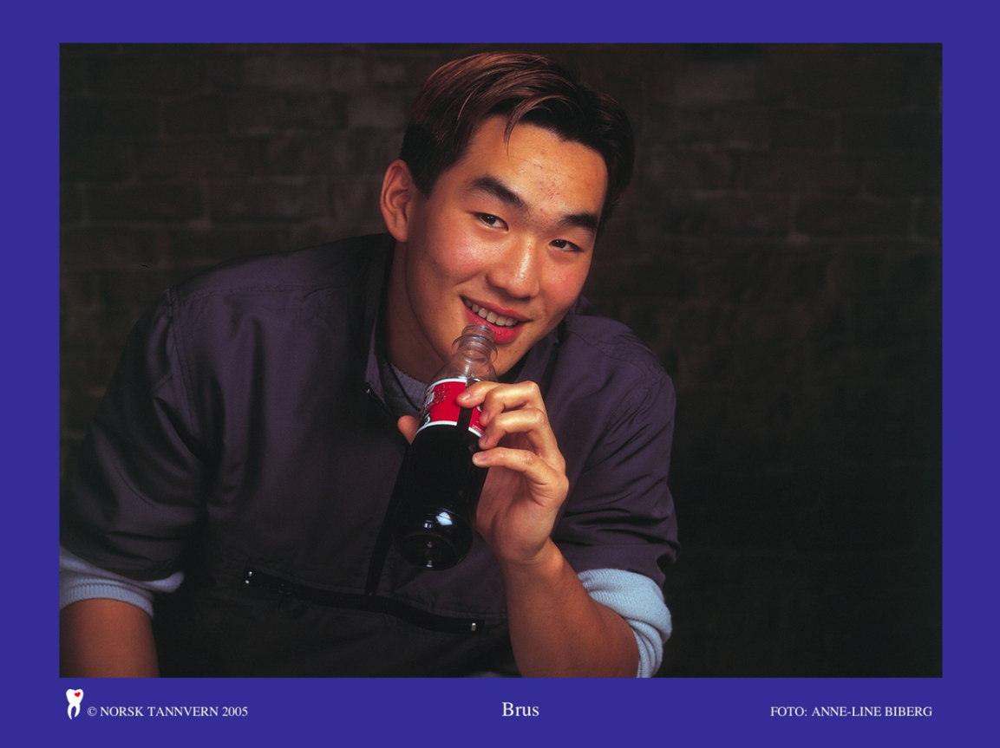 © NORSK TANNVERN 2005
Brus
FOTO: ANNE-LINE BIBERG